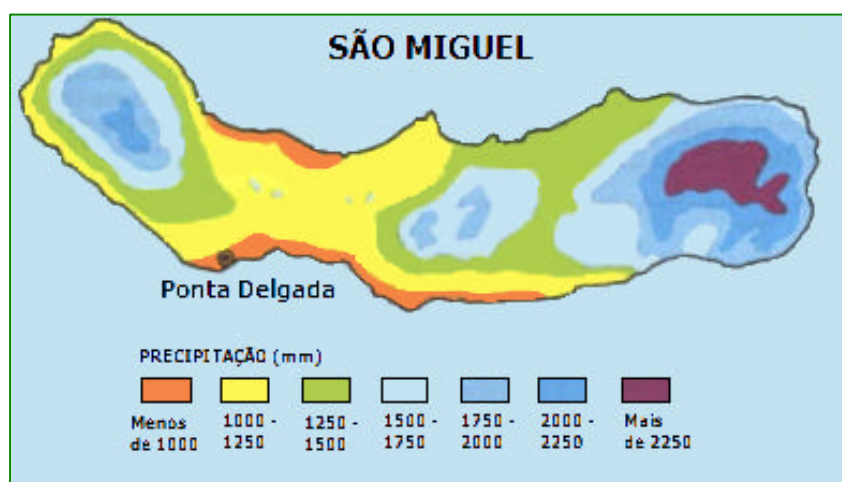 SÃO MIGUEL
Ponta Delgada
PRECIPITAÇÃO (mm)
Menos de 1000
1000 - 1250
1250 - 1500
1500 - 1750
1750 - 2000
2000 - 2250
Mais de 2250